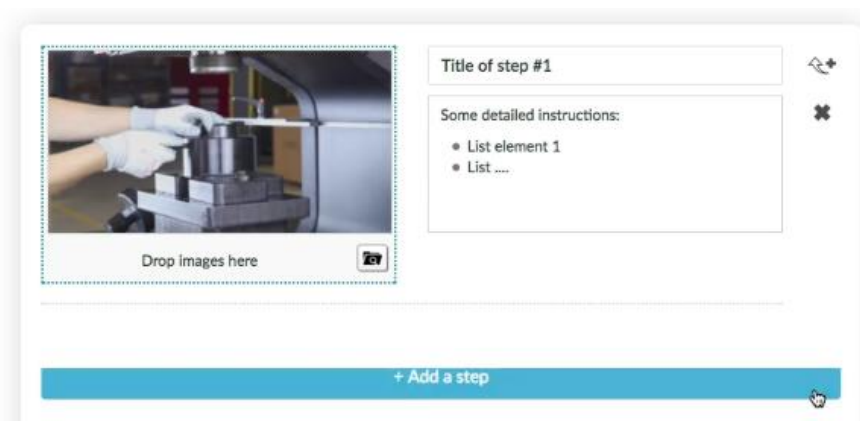 Title of step #1
Some detailed instructions:
List element 1
List ....
Drop images here
+ Add a step